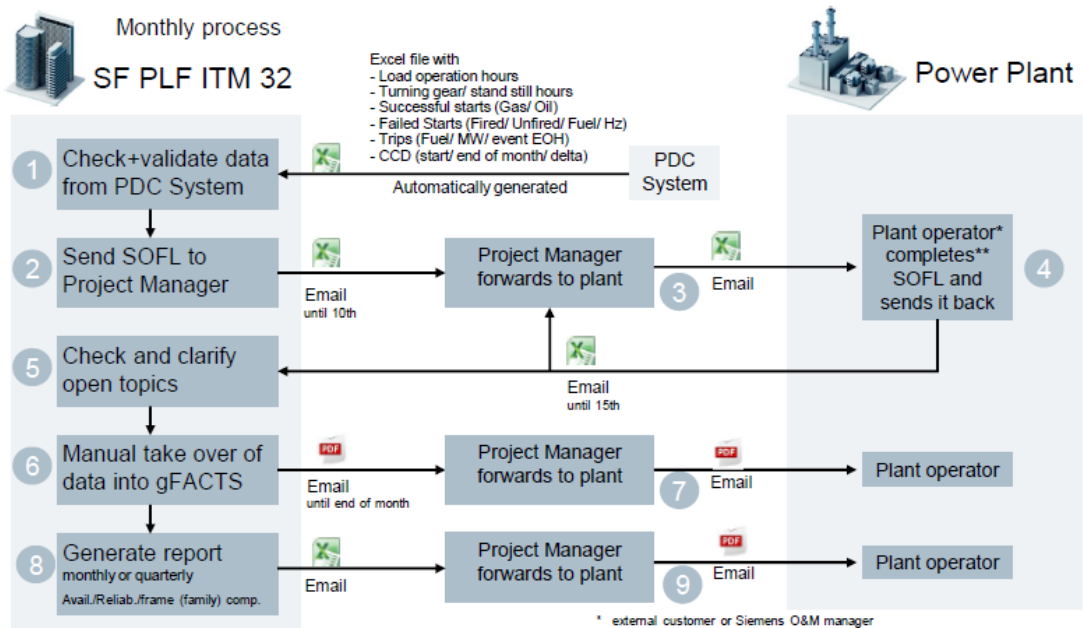 Monthly process
SF PLF ITM 32
Excel file with
- Load operation hours
- Turning gear/ stand still hours
- Successful starts (Gas/ Oil)
- Failed Starts (Fired/ Unfired/ Fuel/ Hz)
- Trips (Fuel/ MW/ event EOH)
- CCD (start/ end of month/ delta)
Power Plant
1
Check+validate data
from PDC System
Automatically generated
PDC
System
2
Send SOFL to
Project Manager
Email
until 10th
Project Manager
forwards to plant
3
Email
Plant operator*
completes**
SOFL and
sends it back
4
5
Check and clarify
open topics
Email
until 15th
6
Manual take over of
data into gFACTS
PDF
Email
until end of month
Project Manager
forwards to plant
7
PDF
Email
Plant operator
8
Generate report
monthly or quarterly
Avail./Reliab./frame (family) comp.
Email
Project Manager
forwards to plant
9
PDF
Email
Plant operator
* external customer or Siemens O&M manager